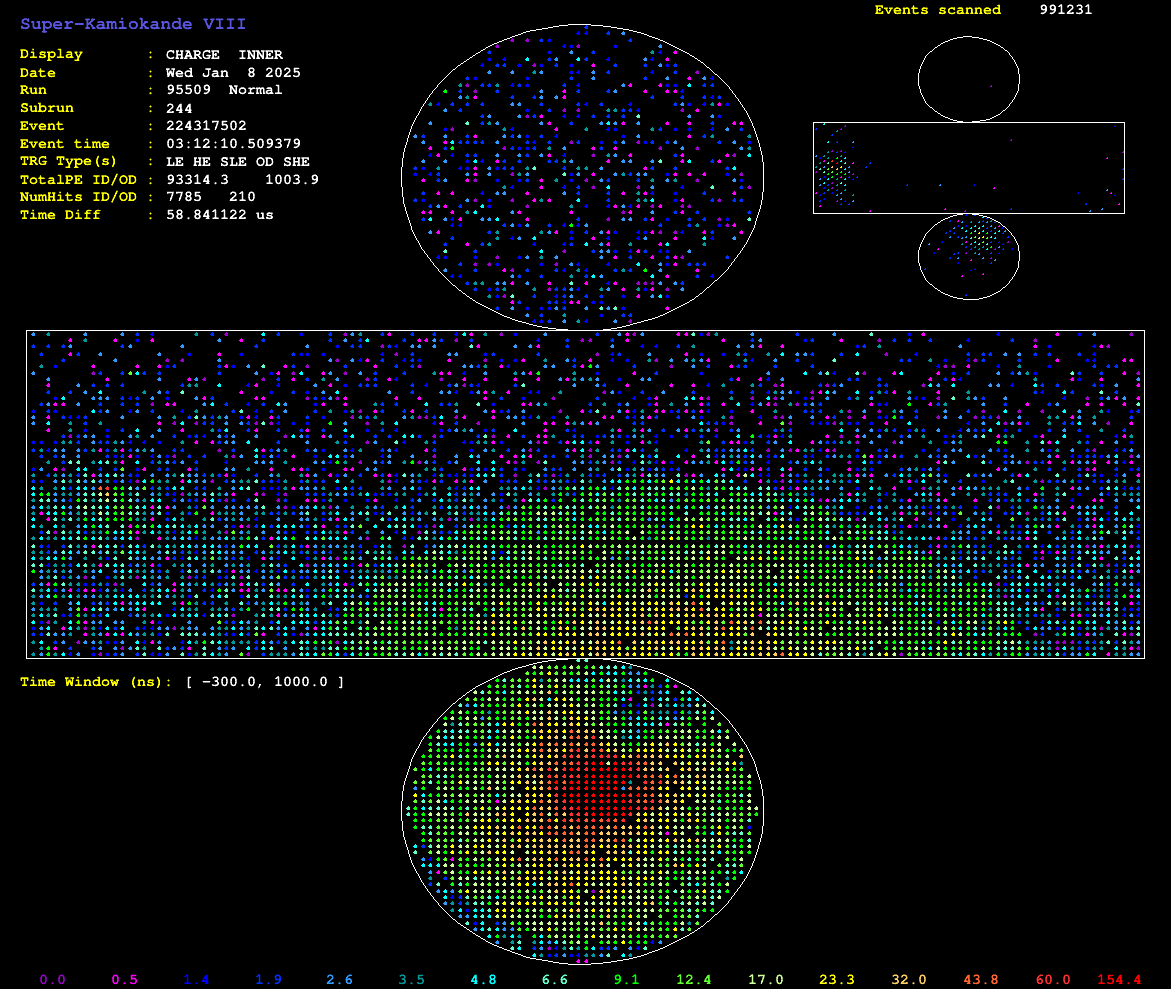 Super-Kamiokande VIII
Events scanned 991231
Display : CHARGE INNER
Date : Wed Jan 8 2025
Run : 95509 Normal
Subrun : 244
Event : 224317502
Event time : 03:12:10.509379
TRG Type(s) : LE HE SLE OD SHE
TotalPE ID/OD : 93314.3 1003.9
NumHits ID/OD : 7785 210
Time Diff : 58.841122 us
Time Window (ns): [ −300.0, 1000.0 ]
0.0 0.5 1.4 1.9 2.6 3.5 4.8 6.6 9.1 12.4 17.0 23.3 32.0 43.8 60.0 154.4